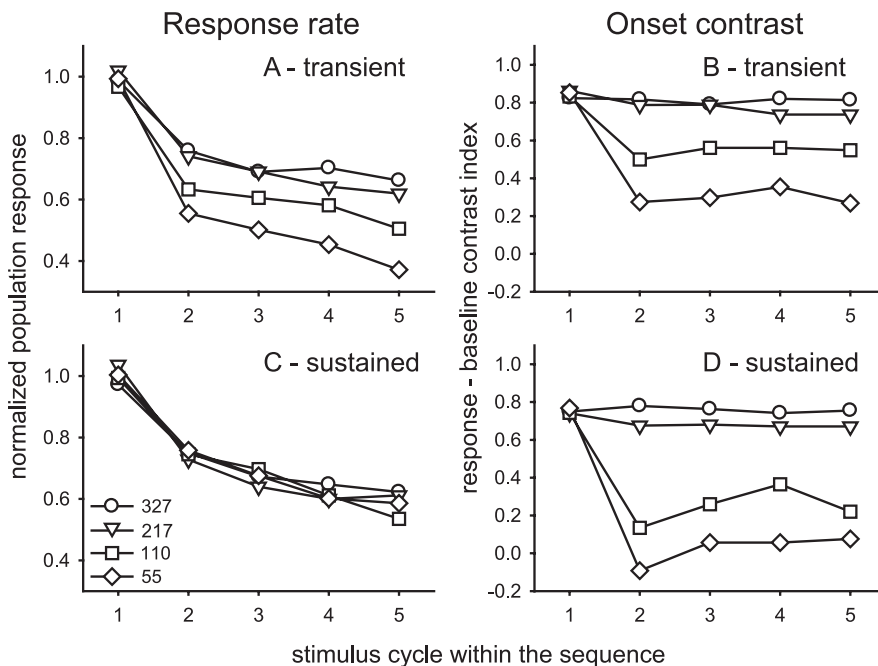 Response rate
Onset contrast
normalized population response
A - transient
1.0
0.8
0.6
0.4
1 2 3 4 5
response - baseline contrast index
B - transient
1.0
0.8
0.6
0.4
0.2
0.0
-0.2
1 2 3 4 5
C - sustained
1.0
0.8
0.6
0.4
327
217
110
55
1 2 3 4 5
D - sustained
1.0
0.8
0.6
0.4
0.2
0.0
-0.2
1 2 3 4 5
stimulus cycle within the sequence